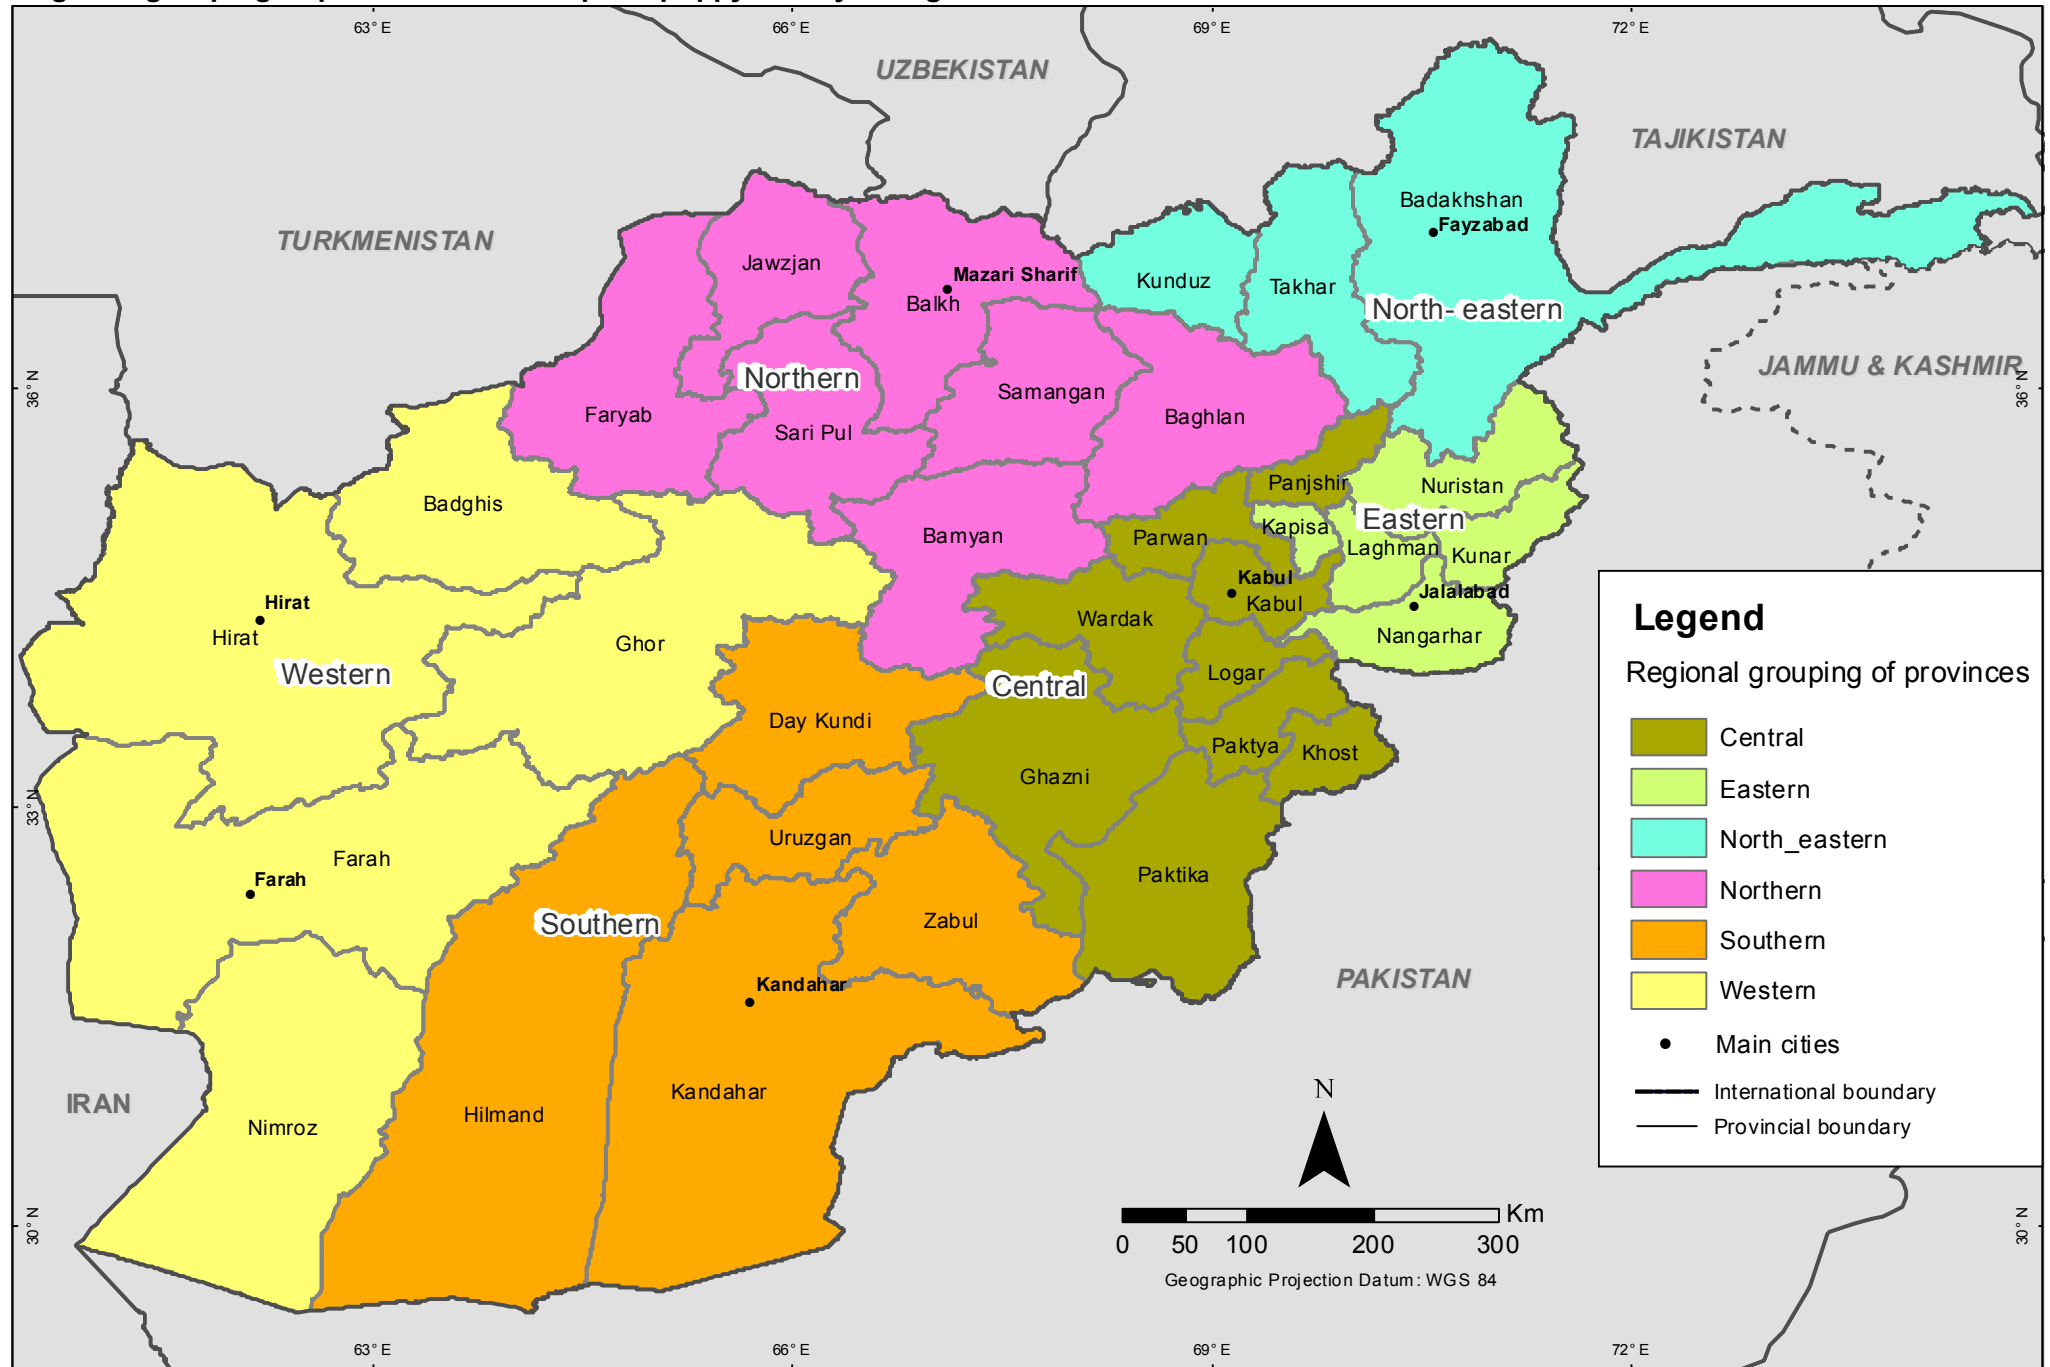 63° E
66° E
69° E
72° E
UZBEKISTAN
TAJIKISTAN
TURKMENISTAN
JAMMU & KASHMIR
36° N
36° N
Badakhshan
Fayzabad
Jawzjan
Mazari Sharif
Balkh
Kunduz
Takhar
North- eastern
Northern
Samangan
Faryab
Sari Pul
Baghlan
Badghis
Panjshir
Nuristan
Eastern
Kapisa
Bamyan
Parwan
Laghman
Kunar
Kabul
Kabul
Jalalabad
Hirat
Hirat
Western
Ghor
Wardak
Nangarhar
Logar
Central
Day Kundi
Paktya
Khost
Ghazni
33° N
Uruzgan
Farah
Farah
Paktika
Southern
Zabul
Kandahar
Kandahar
PAKISTAN
IRAN
Nimroz
Hilmand
Legend
Regional grouping of provinces
Central
Eastern
North_eastern
Northern
Southern
Western
Main cities
International boundary
Provincial boundary
N
Km
0 50 100 200 300
Geographic Projection Datum: WGS 84
30° N
30° N
63° E
66° E
69° E
72° E